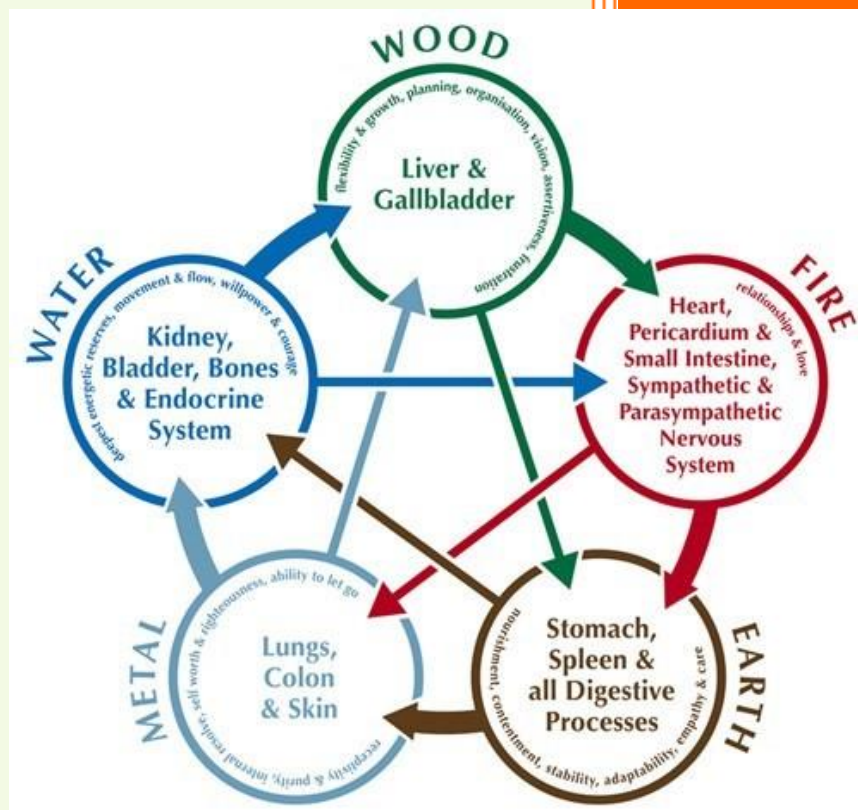 WOOD
flexibility & growth, planning, organisation, vision, assertiveness, frustration
Liver &
Gallbladder
FIRE
relationships & love
Heart,
Pericardium &
Small Intestine,
Sympathetic &
Parasympathetic
Nervous
System
WATER
deepest energetic reserves, movement & flow, willpower & courage
Kidney,
Bladder, Bones
& Endocrine
System
METAL
receptivity & purity, internal resolve, self worth & righteousness, ability to let go
Lungs,
Colon
& Skin
EARTH
nourishment, contentment, stability, adaptability, empathy & care
Stomach,
Spleen &
all Digestive
Processes